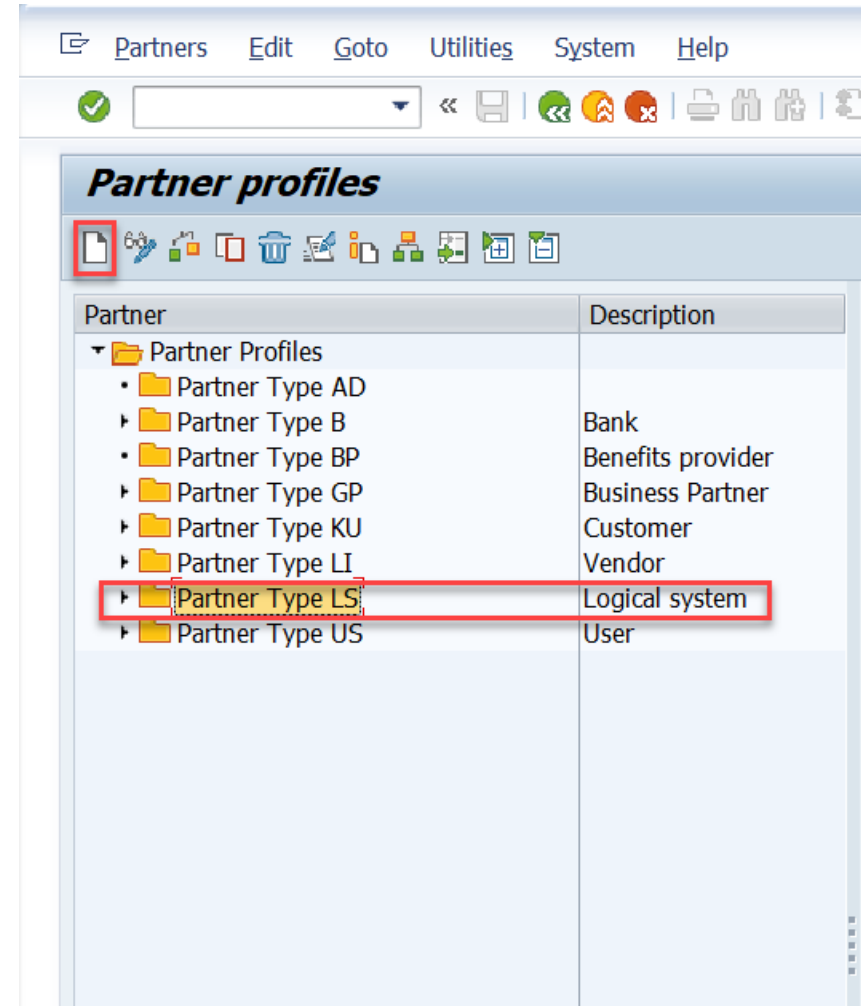 Partners Edit Goto Utilities System Help
Partner profiles
Partner Description
Partner Profiles
Partner Type AD
Partner Type B Bank
Partner Type BP Benefits provider
Partner Type GP Business Partner
Partner Type KU Customer
Partner Type LI Vendor
Partner Type LS Logical system
Partner Type US User